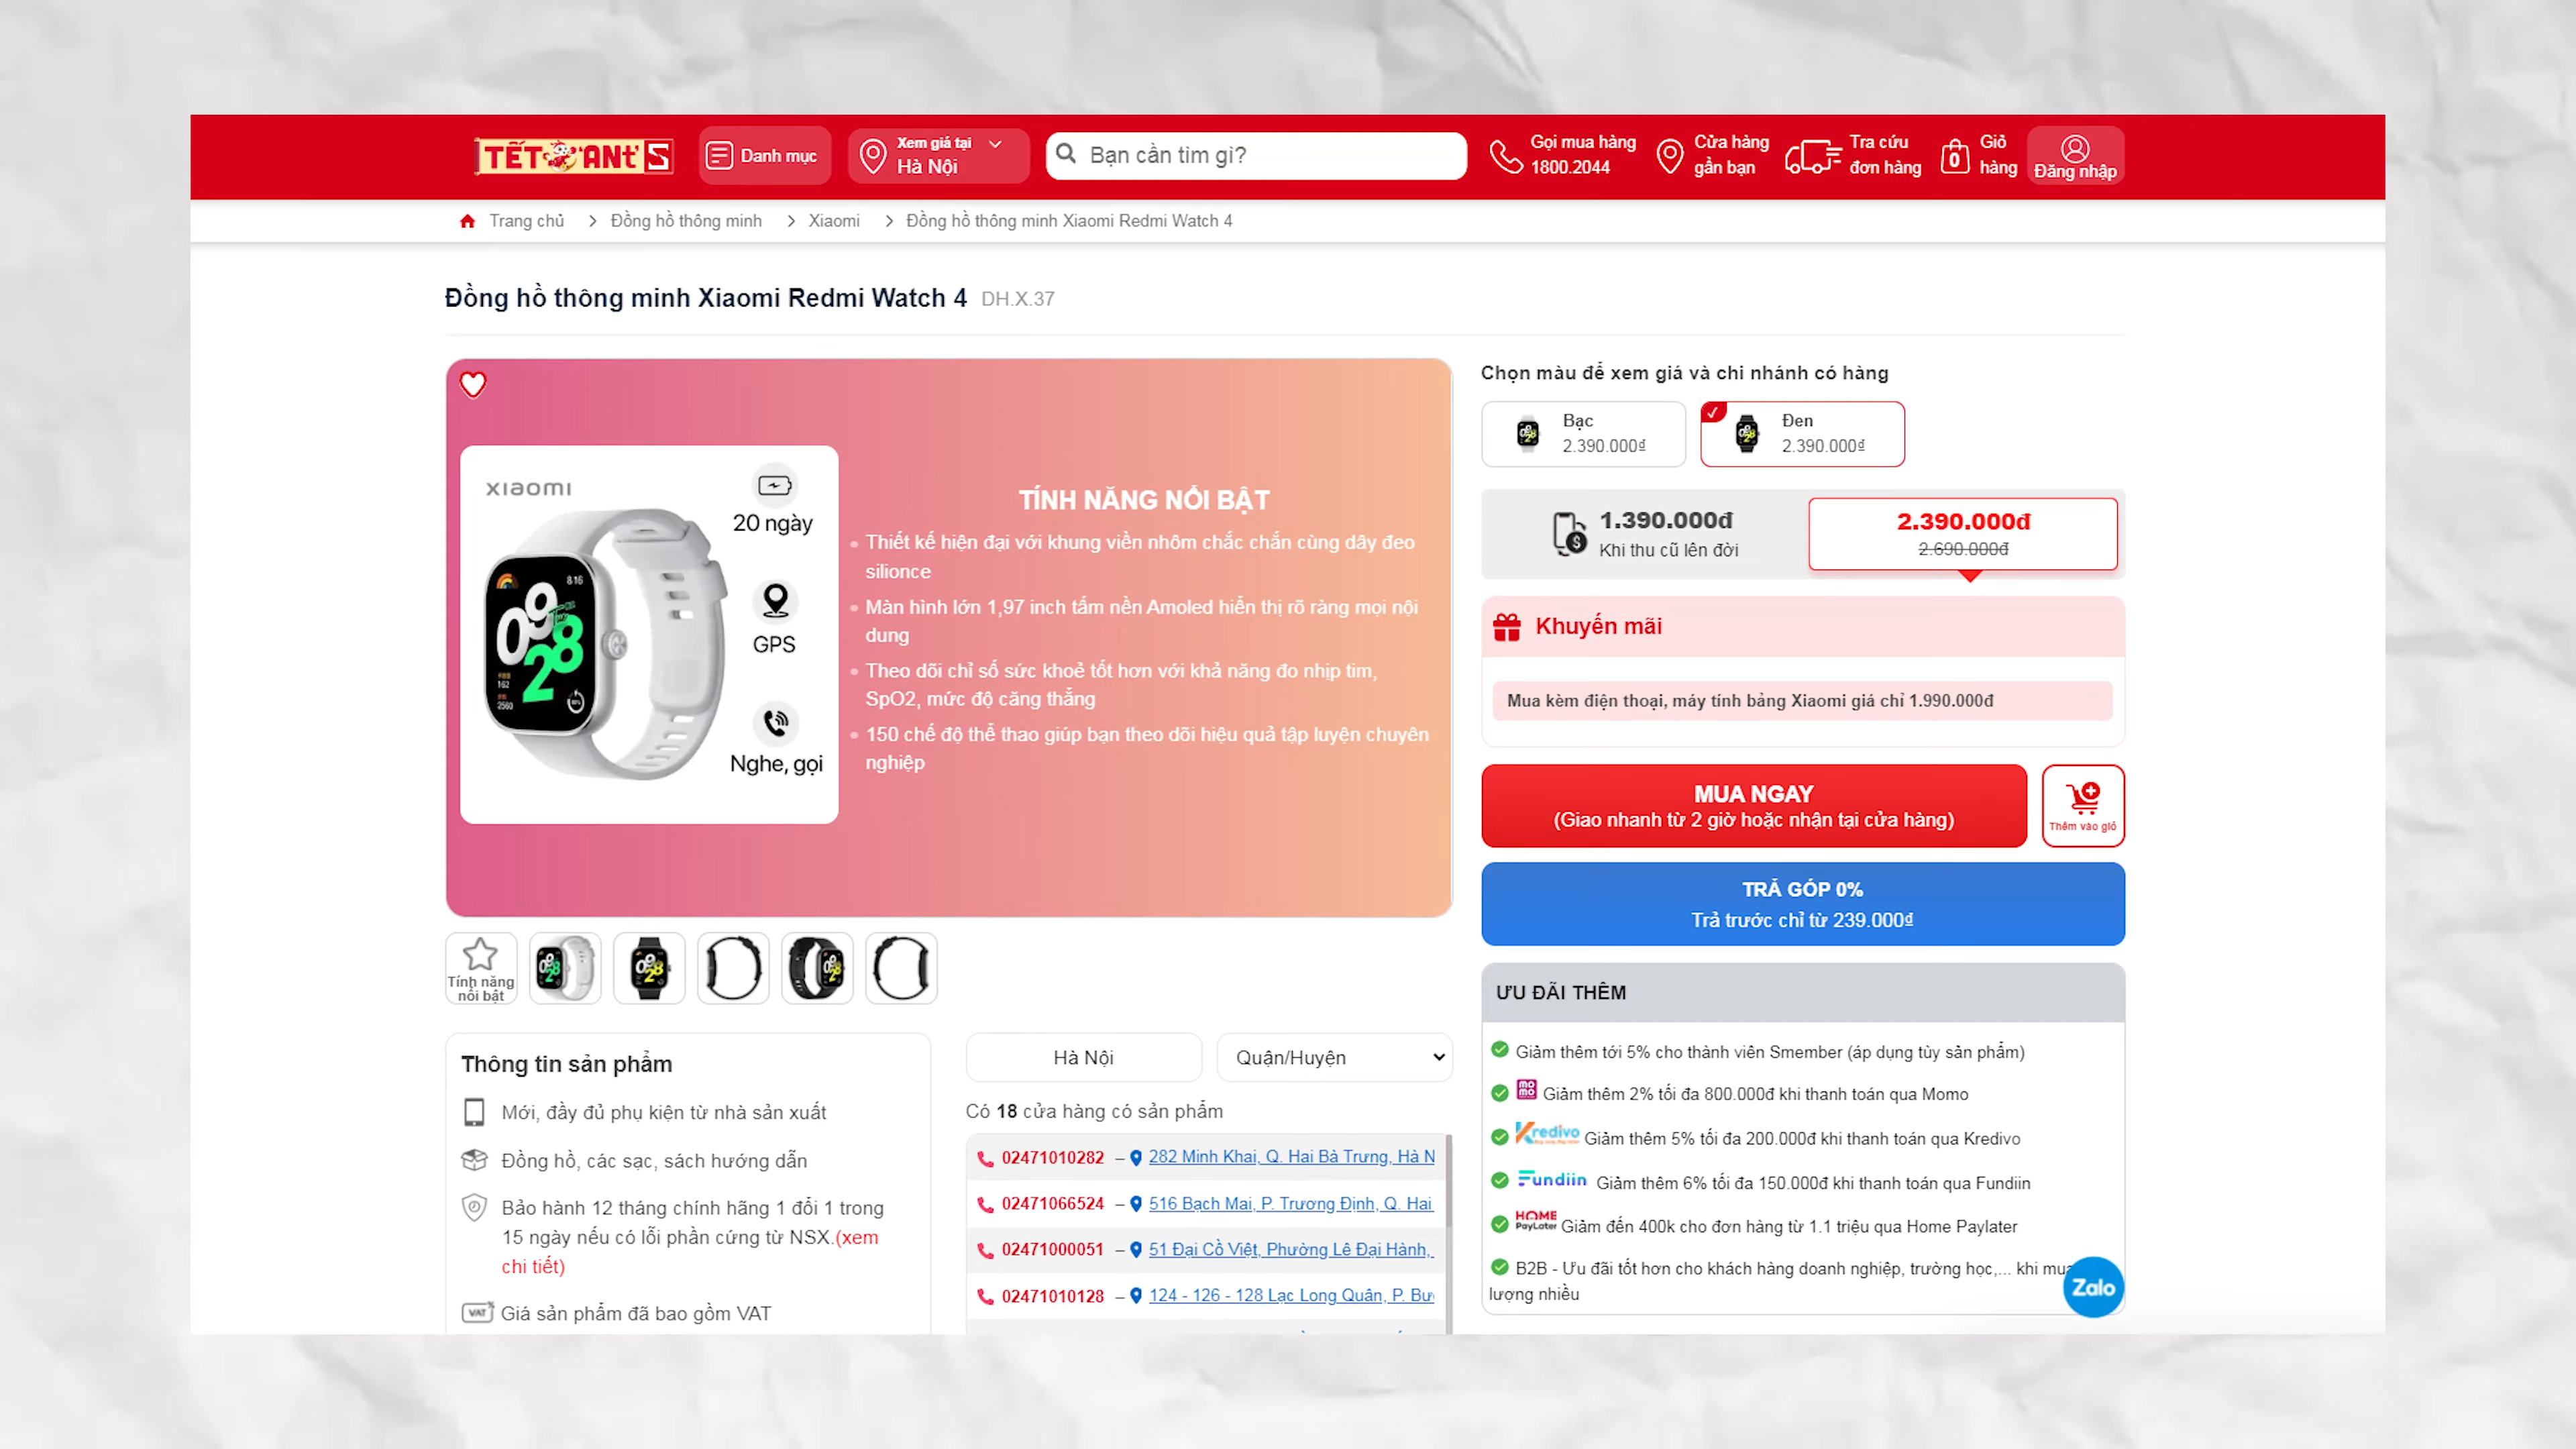 TẾT ANT S
Danh mục
Xem giá tại
Hà Nội
Bạn cần tìm gì?
Gọi mua hàng
1800.2044
Cửa hàng
gần bạn
Tra cứu
đơn hàng
0
Giỏ
hàng
Đăng nhập
Trang chủ
Đồng hồ thông minh
Xiaomi
Đồng hồ thông minh Xiaomi Redmi Watch 4
Đồng hồ thông minh Xiaomi Redmi Watch 4 DH.X.37
xiaomi
20 ngày
GPS
Nghe, gọi
8:16
09
28
162
2560
TÍNH NĂNG NỔI BẬT
Thiết kế hiện đại với khung viền nhôm chắc chắn cùng dây đeo
silionce
Màn hình lớn 1,97 inch tấm nền Amoled hiển thị rõ ràng mọi nội
dung
Theo dõi chỉ số sức khoẻ tốt hơn với khả năng đo nhịp tim,
SpO2, mức độ căng thẳng
150 chế độ thể thao giúp bạn theo dõi hiệu quả tập luyện chuyên
nghiệp
Tính năng
nổi bật
Chọn màu để xem giá và chi nhánh có hàng
Bạc
2.390.000₫
Đen
2.390.000₫
1.390.000đ
Khi thu cũ lên đời
2.390.000đ
2.690.000đ
Khuyến mãi
Mua kèm điện thoại, máy tính bảng Xiaomi giá chỉ 1.990.000đ
MUA NGAY
(Giao nhanh từ 2 giờ hoặc nhận tại cửa hàng)
Thêm vào giỏ
TRẢ GÓP 0%
Trả trước chỉ từ 239.000₫
ƯU ĐÃI THÊM
Giảm thêm tới 5% cho thành viên Smember (áp dụng tùy sản phẩm)
mo mo Giảm thêm 2% tối đa 800.000đ khi thanh toán qua Momo
Kredivo Giảm thêm 5% tối đa 200.000đ khi thanh toán qua Kredivo
Fundiin Giảm thêm 6% tối đa 150.000đ khi thanh toán qua Fundiin
HOME PayLater Giảm đến 400k cho đơn hàng từ 1.1 triệu qua Home Paylater
B2B - Ưu đãi tốt hơn cho khách hàng doanh nghiệp, trường học,... khi mua
lượng nhiều
Zalo
Thông tin sản phẩm
Mới, đầy đủ phụ kiện từ nhà sản xuất
Đồng hồ, các sạc, sách hướng dẫn
Bảo hành 12 tháng chính hãng 1 đổi 1 trong
15 ngày nếu có lỗi phần cứng từ NSX.(xem
chi tiết)
VAT Giá sản phẩm đã bao gồm VAT
Hà Nội
Quận/Huyện
Có 18 cửa hàng có sản phẩm
02471010282 – 282 Minh Khai, Q. Hai Bà Trưng, Hà N
02471066524 – 516 Bạch Mai, P. Trương Định, Q. Hai
02471000051 – 51 Đại Cồ Việt, Phường Lê Đại Hành,
02471010128 – 124 - 126 - 128 Lạc Long Quân, P. Bư